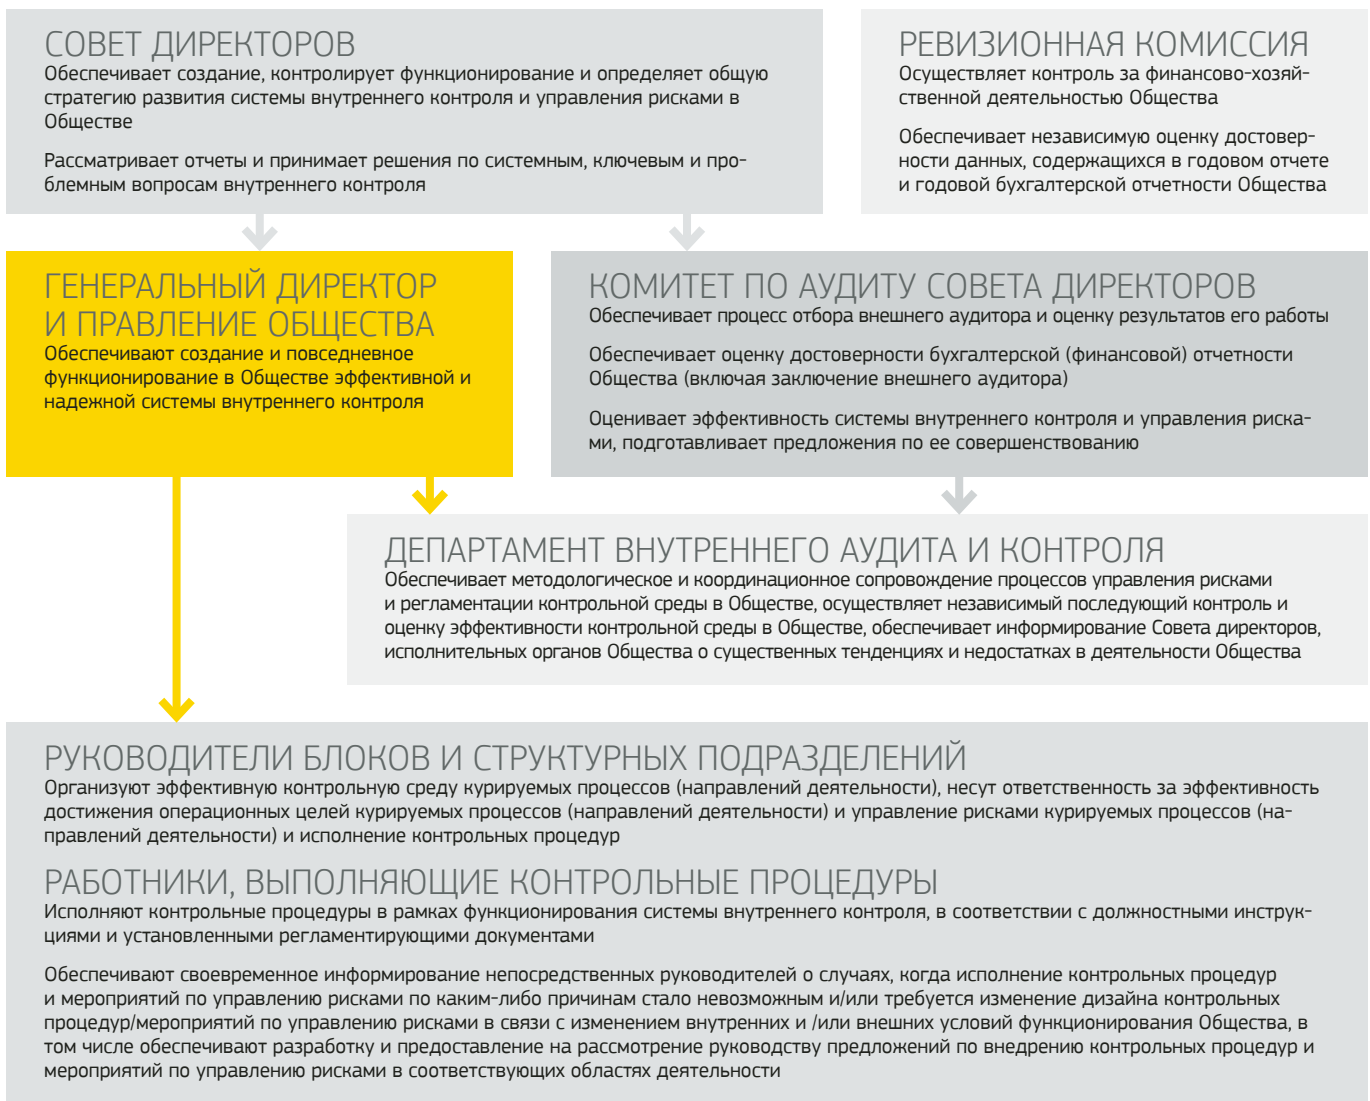 СОВЕТ ДИРЕКТОРОВ
Обеспечивает создание, контролирует функционирование и определяет общую
стратегию развития системы внутреннего контроля и управления рисками в
Обществе
Рассматривает отчеты и принимает решения по системным, ключевым и про-
блемным вопросам внутреннего контроля
РЕВИЗИОННАЯ КОМИССИЯ
Осуществляет контроль за финансово-хозяй-
ственной деятельностью Общества
Обеспечивает независимую оценку достовер-
ности данных, содержащихся в годовом отчете
и годовой бухгалтерской отчетности Общества
ГЕНЕРАЛЬНЫЙ ДИРЕКТОР
И ПРАВЛЕНИЕ ОБЩЕСТВА
Обеспечивают создание и повседневное
функционирование в Обществе эффективной и
надежной системы внутреннего контроля
КОМИТЕТ ПО АУДИТУ СОВЕТА ДИРЕКТОРОВ
Обеспечивает процесс отбора внешнего аудитора и оценку результатов его работы
Обеспечивает оценку достоверности бухгалтерской (финансовой) отчетности
Общества (включая заключение внешнего аудитора)
Оценивает эффективность системы внутреннего контроля и управления риска-
ми, подготавливает предложения по ее совершенствованию
ДЕПАРТАМЕНТ ВНУТРЕННЕГО АУДИТА И КОНТРОЛЯ
Обеспечивает методологическое и координационное сопровождение процессов управления рисками
и регламентации контрольной среды в Обществе, осуществляет независимый последующий контроль и
оценку эффективности контрольной среды в Обществе, обеспечивает информирование Совета директоров,
исполнительных органов Общества о существенных тенденциях и недостатках в деятельности Общества
РУКОВОДИТЕЛИ БЛОКОВ И СТРУКТУРНЫХ ПОДРАЗДЕЛЕНИЙ
Организуют эффективную контрольную среду курируемых процессов (направлений деятельности), несут ответственность за эффективность
достижения операционных целей курируемых процессов (направлений деятельности) и управление рисками курируемых процессов (на-
правлений деятельности) и исполнение контрольных процедур
РАБОТНИКИ, ВЫПОЛНЯЮЩИЕ КОНТРОЛЬНЫЕ ПРОЦЕДУРЫ
Исполняют контрольные процедуры в рамках функционирования системы внутреннего контроля, в соответствии с должностными инструк-
циями и установленными регламентирующими документами
Обеспечивают своевременное информирование непосредственных руководителей о случаях, когда исполнение контрольных процедур
и мероприятий по управлению рисками по каким-либо причинам стало невозможным и/или требуется изменение дизайна контрольных
процедур/мероприятий по управлению рисками в связи с изменением внутренних и /или внешних условий функционирования Общества, в
том числе обеспечивают разработку и предоставление на рассмотрение руководству предложений по внедрению контрольных процедур и
мероприятий по управлению рисками в соответствующих областях деятельности